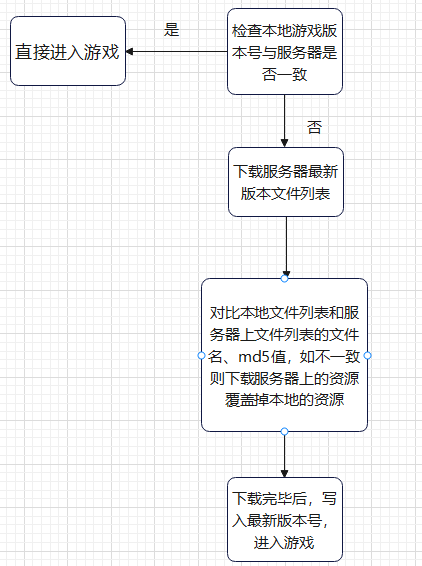 检查本地游戏版
本号与服务器是
否一致
是
直接进入游戏
否
下载服务器最新
版本文件列表
对比本地文件列表和服
务器上文件列表的文件
名、md5值，如不一致
则下载服务器上的资源
覆盖掉本地的资源
下载完毕后，写
入最新版本号，
进入游戏